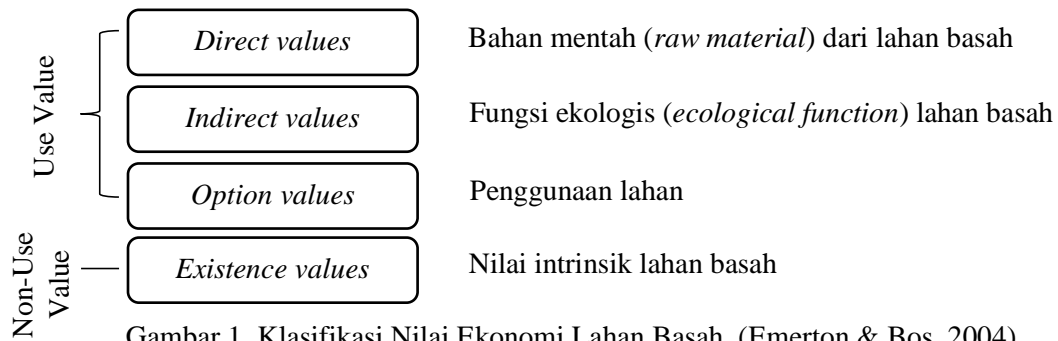 Use Value
Direct values
Bahan mentah (raw material) dari lahan basah
Indirect values
Fungsi ekologis (ecological function) lahan basah
Option values
Penggunaan lahan
Non-Use
Value
Existence values
Nilai intrinsik lahan basah
Gambar 1. Klasifikasi Nilai Ekonomi Lahan Basah (Emerton & Bos, 2004)